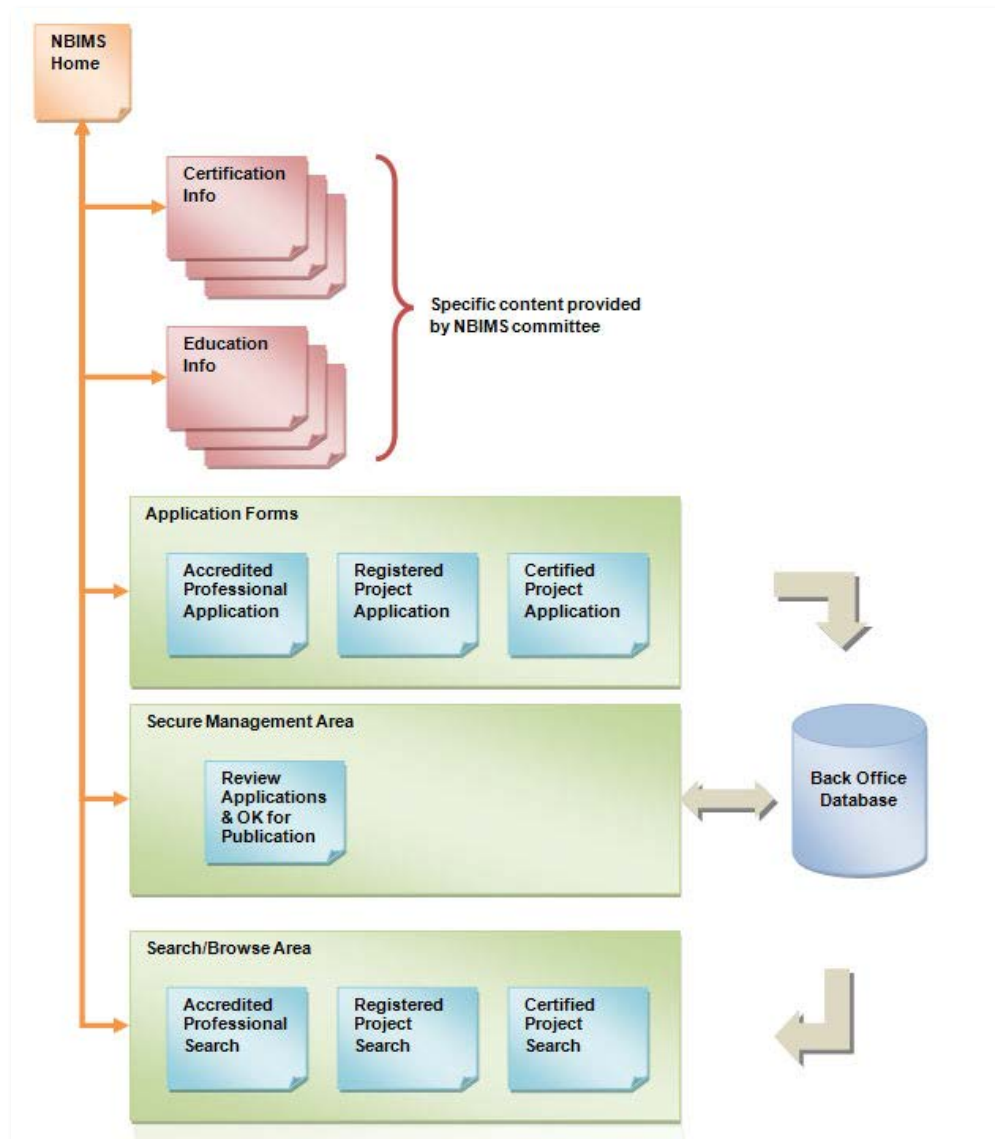 NBIMS
Home
Certification
Info
Specific content provided
by NBIMS committee
Education
Info
Application Forms
Accredited
Professional
Application
Registered
Project
Application
Certified
Project
Application
Secure Management Area
Review
Applications
& OK for
Publication
Back Office
Database
Search/Browse Area
Accredited
Professional
Search
Registered
Project
Search
Certified
Project
Search